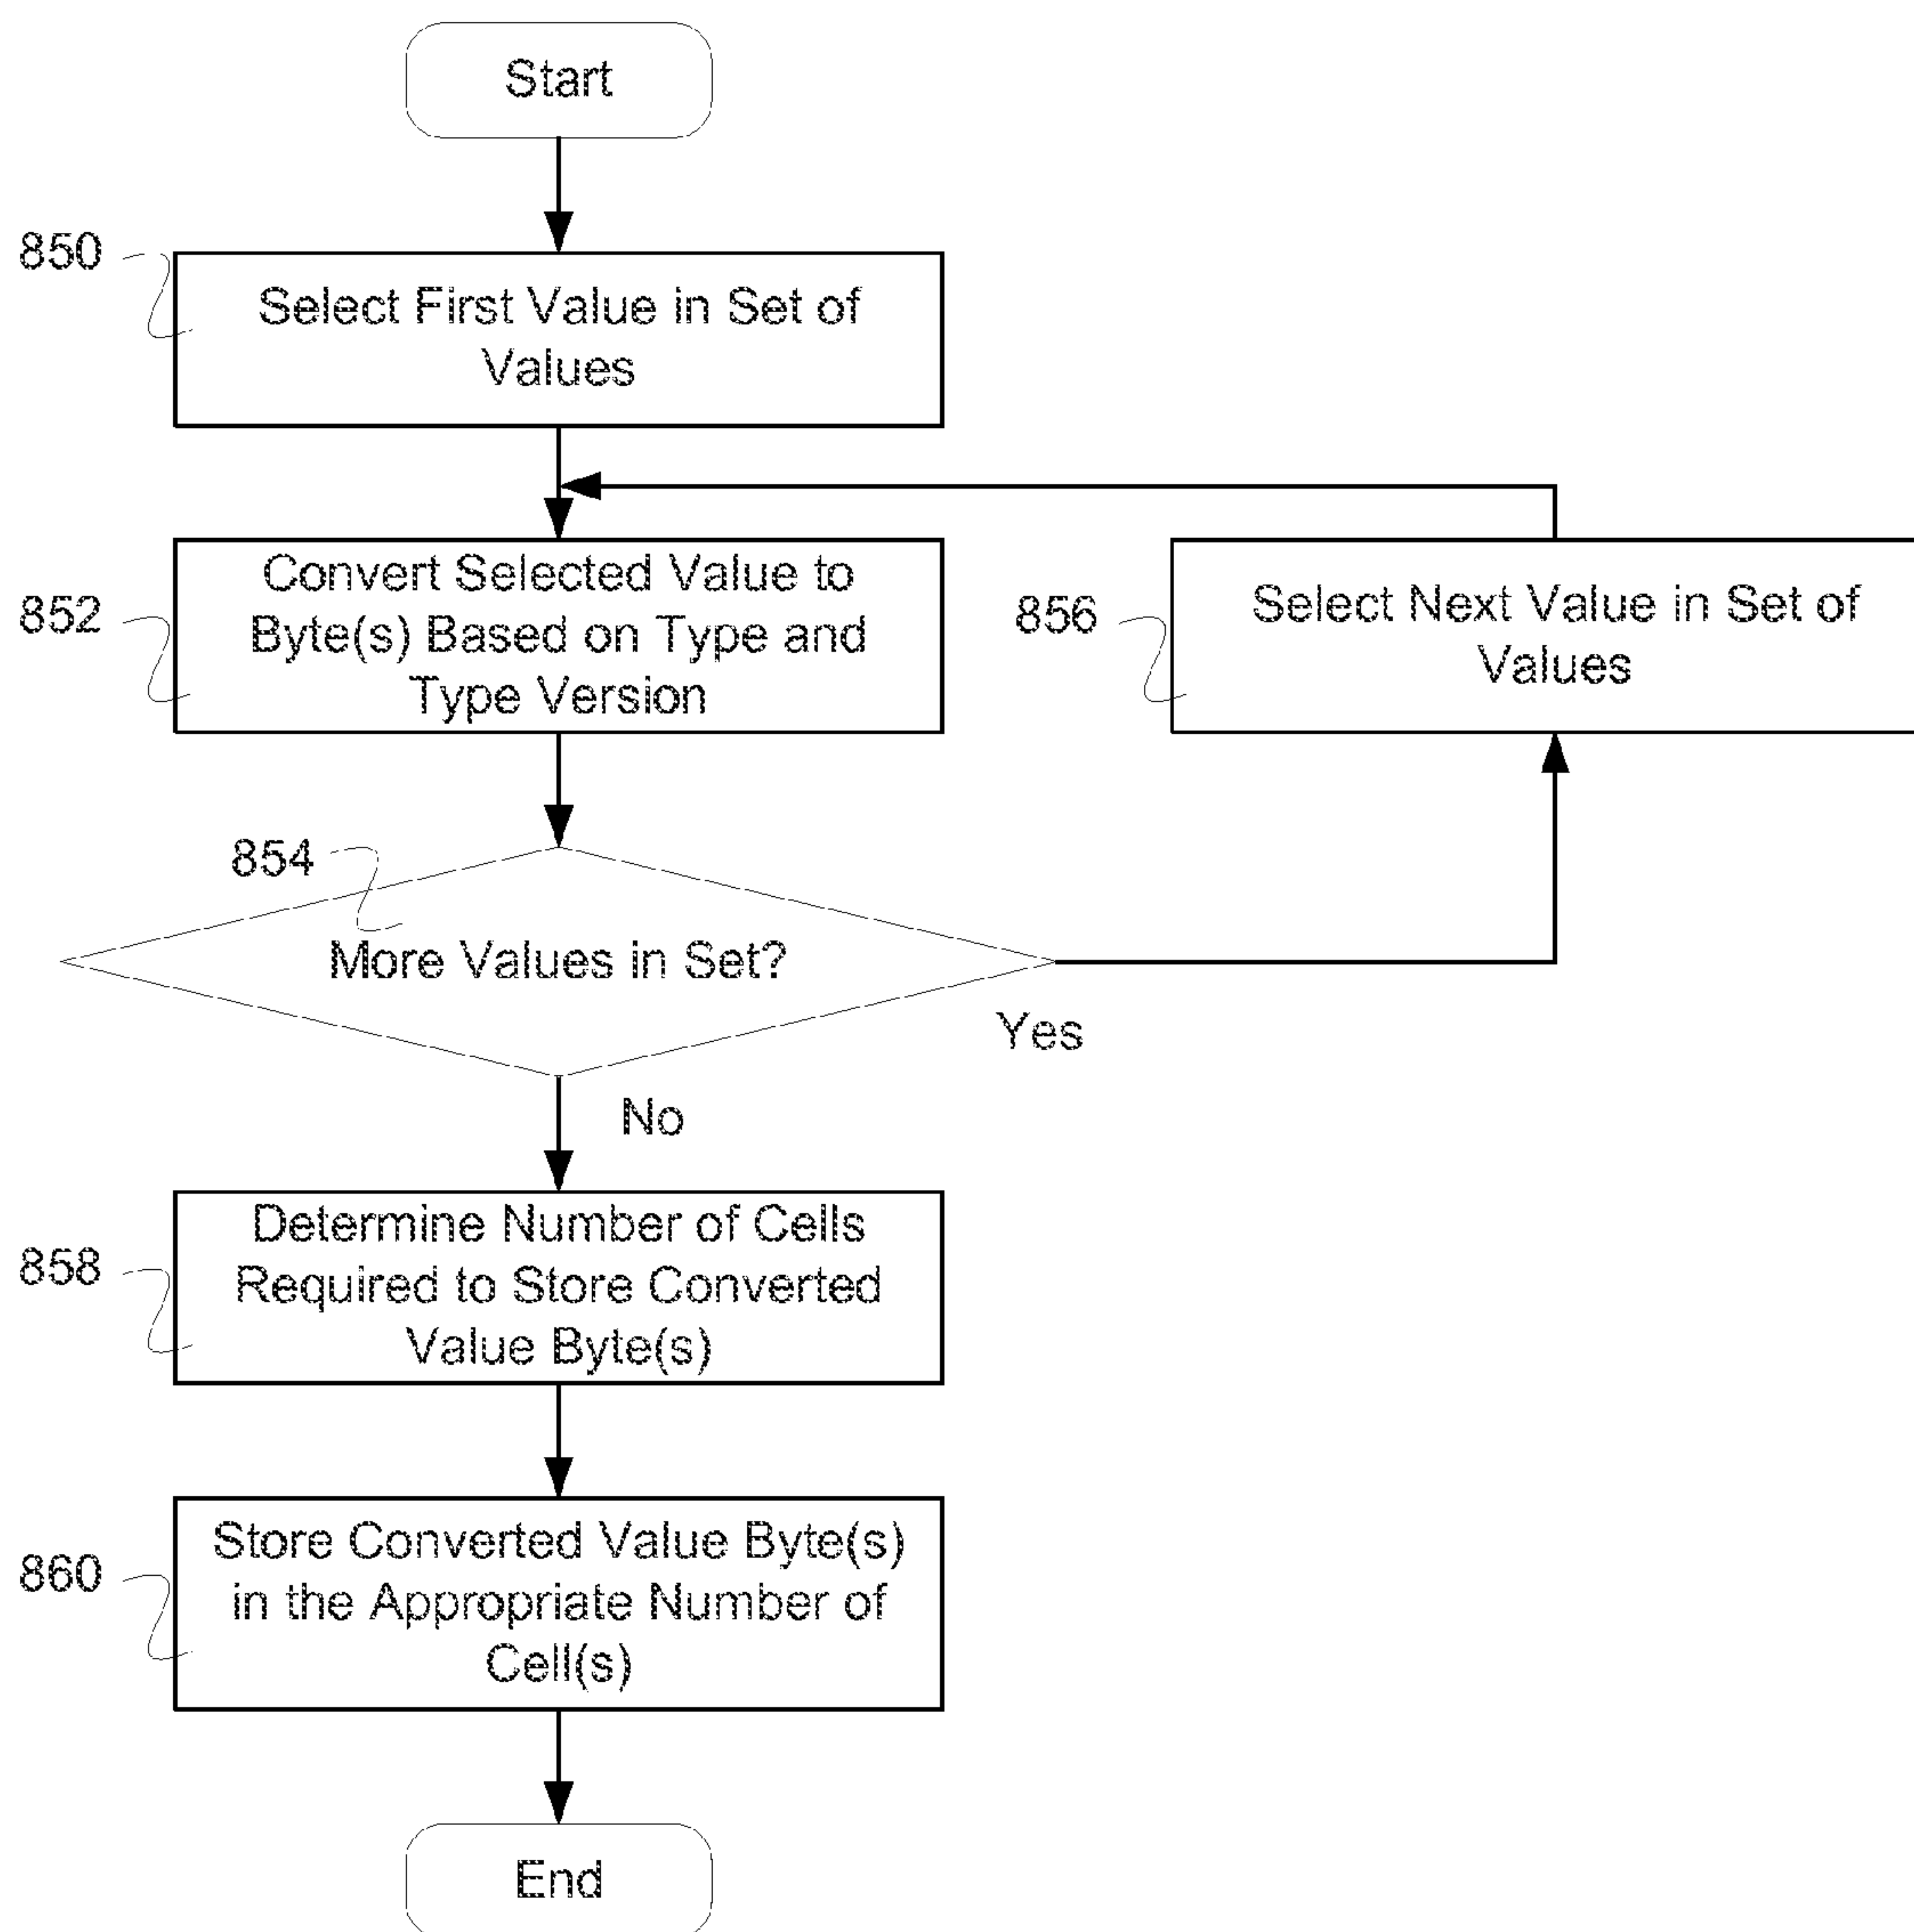 Start
850
Select First Value in Set of
Values
852
Convert Selected Value to
Byte(s) Based on Type and
Type Version
856
Select Next Value in Set of
Values
854
More Values in Set?
Yes
No
858
Determine Number of Cells
Required to Store Converted
Value Byte(s)
860
Store Converted Value Byte(s)
in the Appropriate Number of
Cell(s)
End